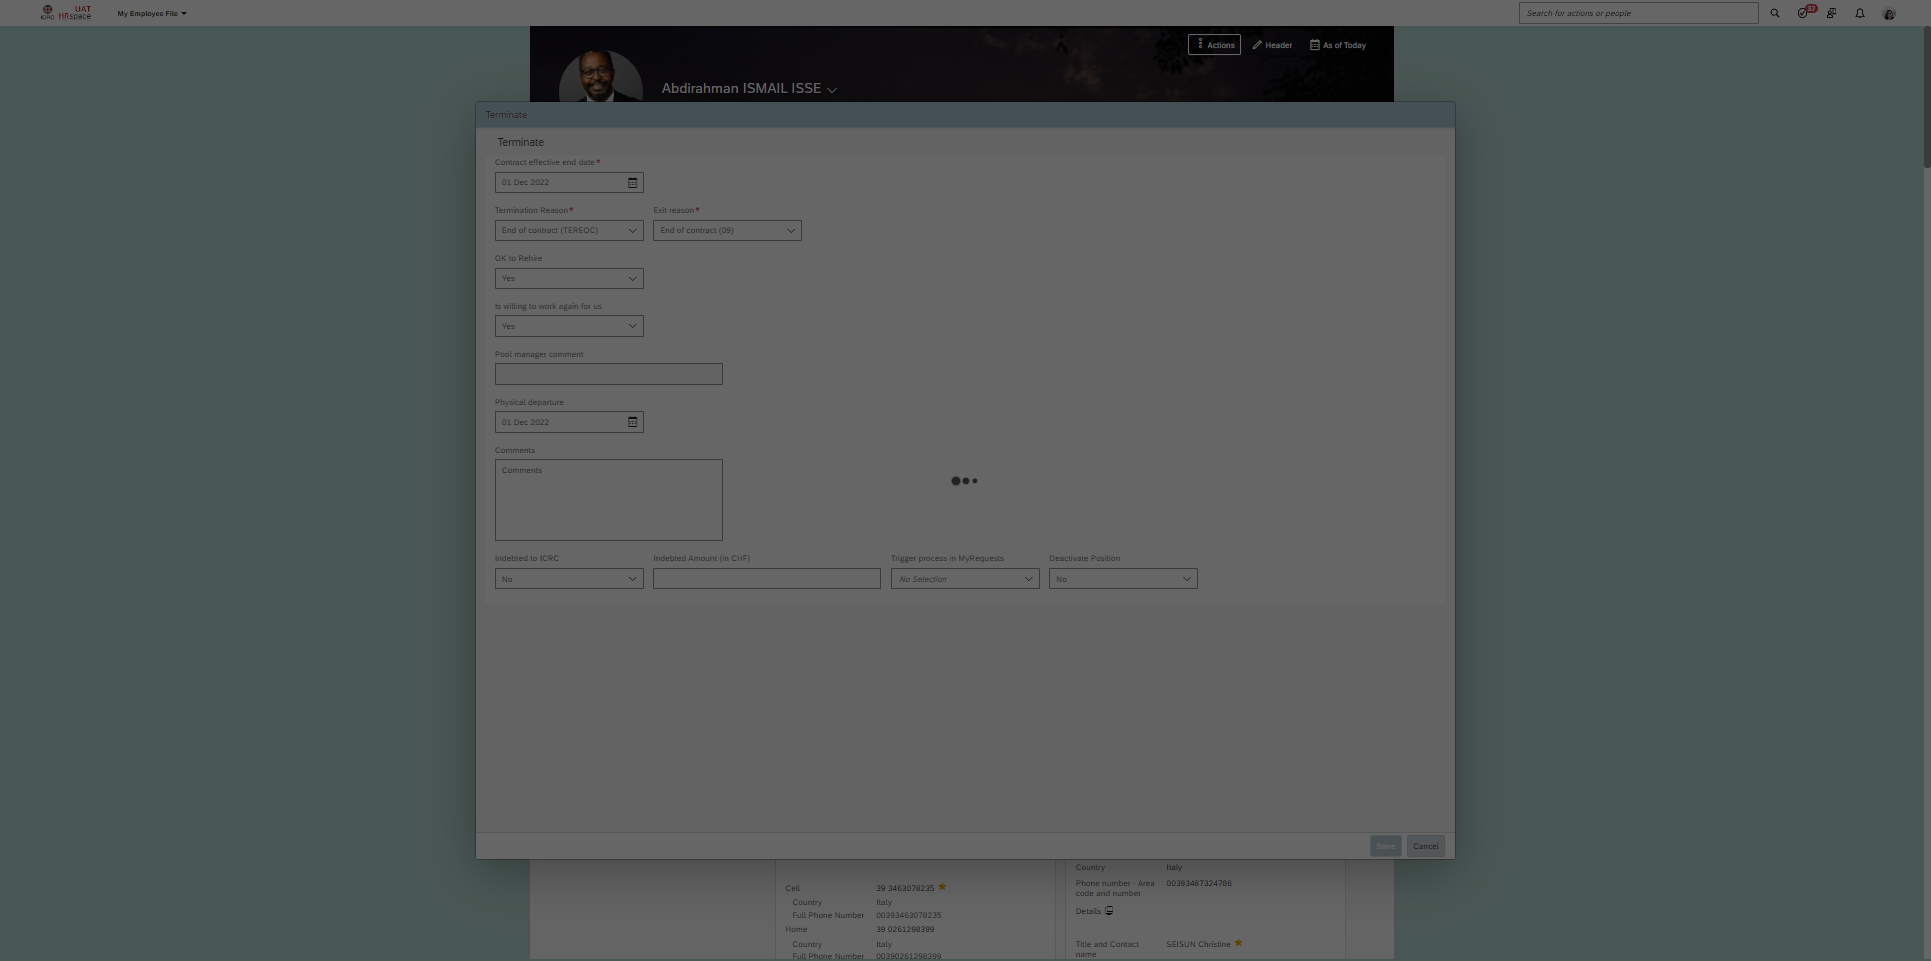 ICRC
UAT
HRspace
My Employee File
Search for actions or people
37
Actions
Header
As of Today
Abdirahman ISMAIL ISSE
Terminate
Terminate
Contract effective end date*
01 Dec 2022
Termination Reason*
Exit reason*
End of contract (TEREOC)
End of contract (09)
OK to Rehire
Yes
Is willing to work again for us
Yes
Pool manager comment
Physical departure
01 Dec 2022
Comments
Comments
Indebted to ICRC
Indebted Amount (in CHF)
Trigger process in MyRequests
Deactivate Position
No
No Selection
No
Save
Cancel
Cell
39 3463078235
Country
Italy
Full Phone Number
00393463078235
Home
39 0261298399
Country
Italy
Full Phone Number
00390261298399
Country
Italy
Phone number - Area
code and number
00393487324786
Details
Title and Contact
name
SEISUN Christine